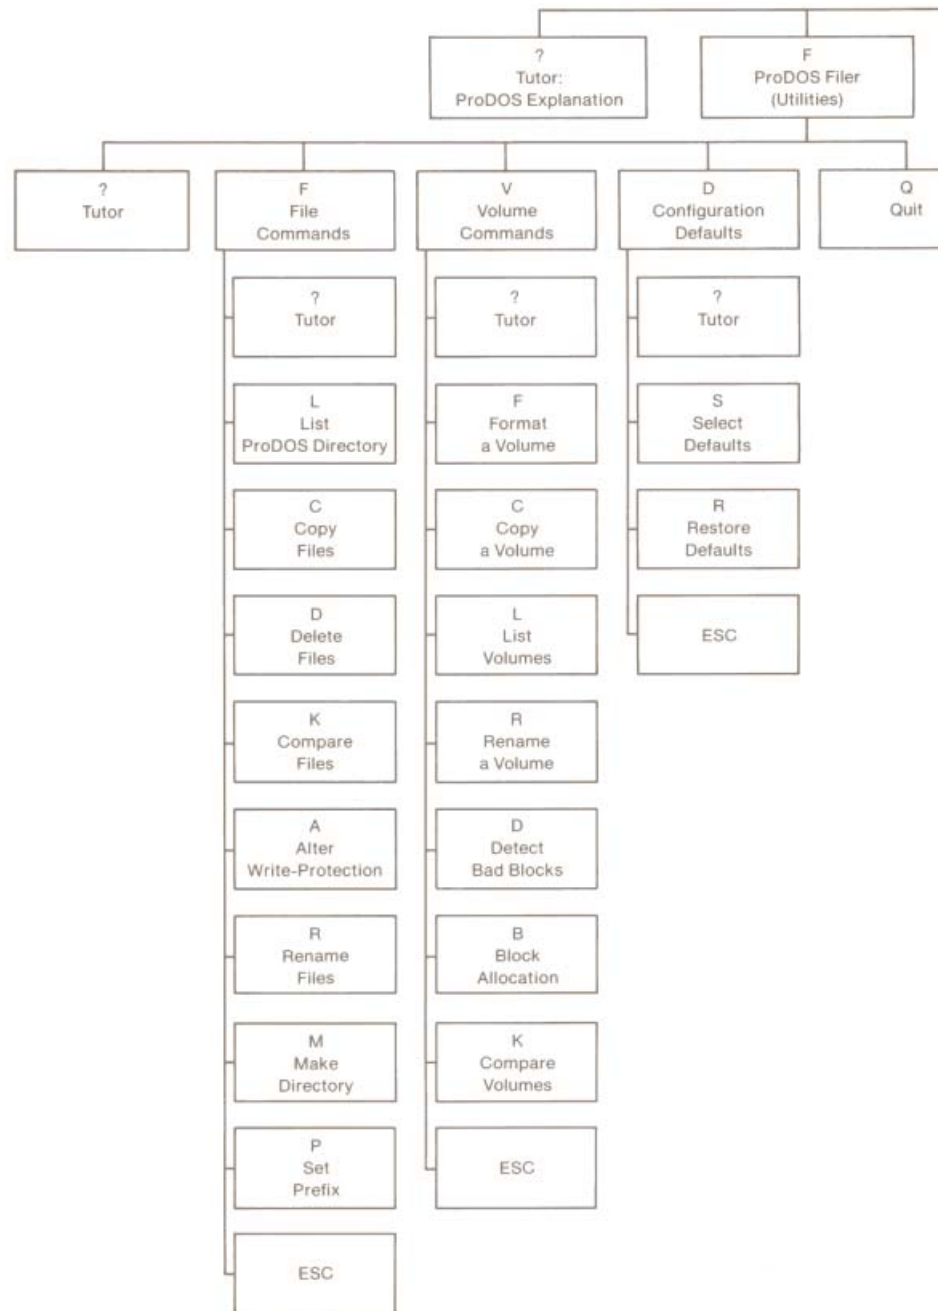 ?
Tutor:
ProDOS Explanation
F
ProDOS Filer
(Utilities)
?
Tutor
F
File
Commands
V
Volume
Commands
D
Configuration
Defaults
Q
Quit
?
Tutor
L
List
ProDOS Directory
C
Copy
Files
D
Delete
Files
K
Compare
Files
A
Alter
Write-Protection
R
Rename
Files
M
Make
Directory
P
Set
Prefix
ESC
?
Tutor
F
Format
a Volume
C
Copy
a Volume
L
List
Volumes
R
Rename
a Volume
D
Detect
Bad Blocks
B
Block
Allocation
K
Compare
Volumes
ESC
?
Tutor
S
Select
Defaults
R
Restore
Defaults
ESC